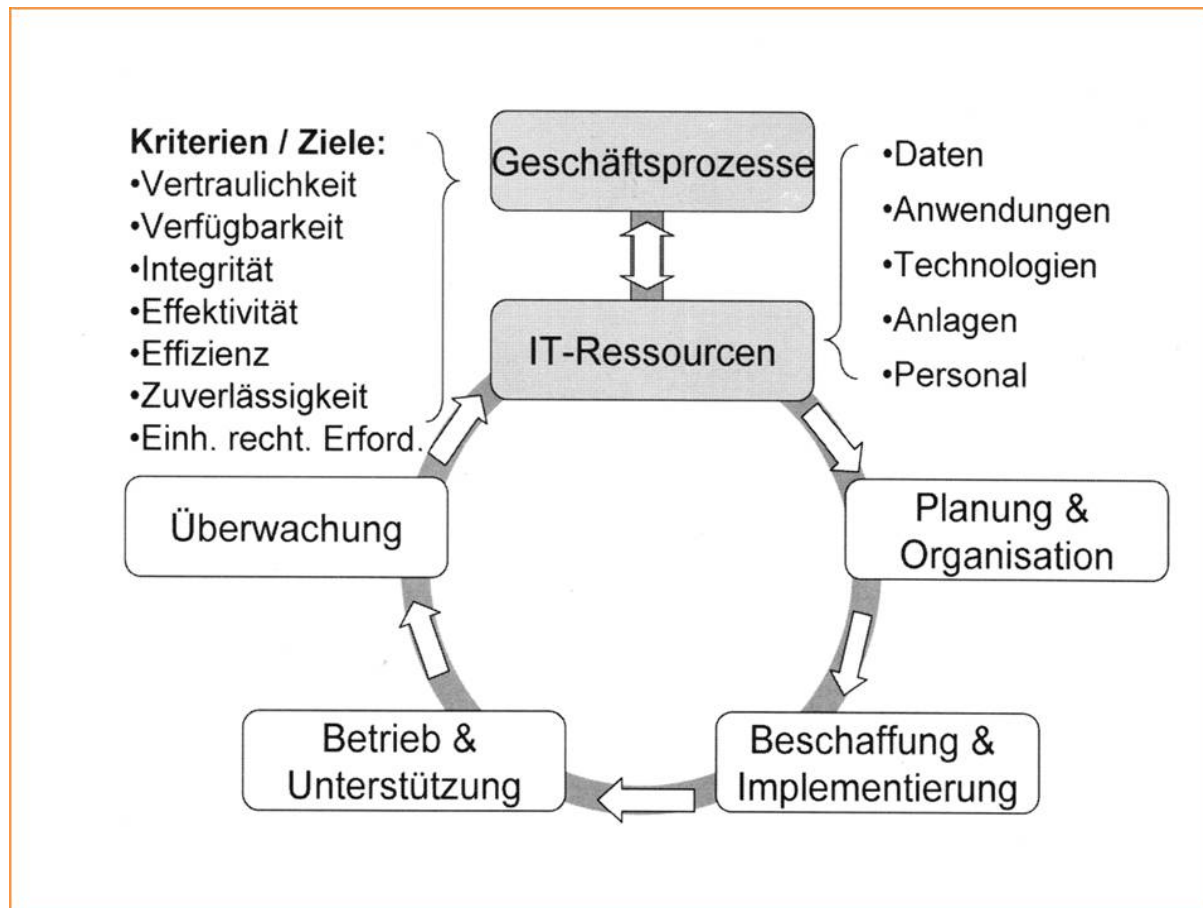 Kriterien / Ziele:
•Vertraulichkeit
•Verfügbarkeit
•Integrität
•Effektivität
•Effizienz
•Zuverlässigkeit
•Einh. recht. Erford.
Geschäftsprozesse
•Daten
•Anwendungen
•Technologien
•Anlagen
•Personal
IT-Ressourcen
Planung &
Organisation
Beschaffung &
Implementierung
Betrieb &
Unterstützung
Überwachung